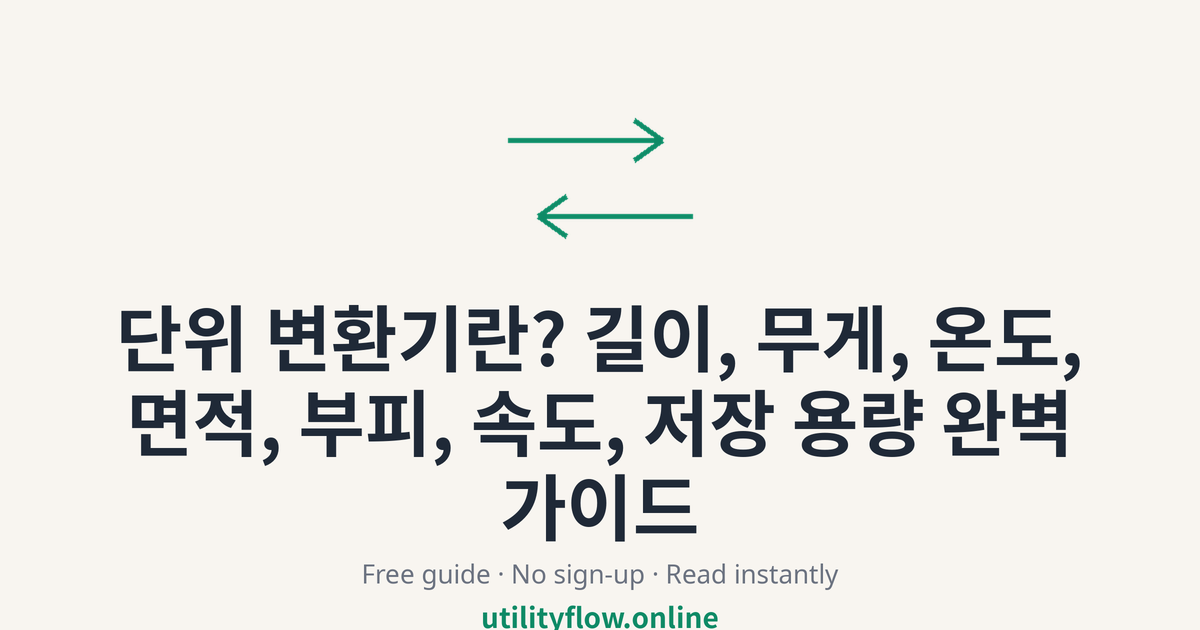 단위 변환기란? 길이, 무게, 온도,
면적, 부피, 속도, 저장 용량 완벽
가이드
Free guide · No sign-up · Read instantly
utilityflow.online